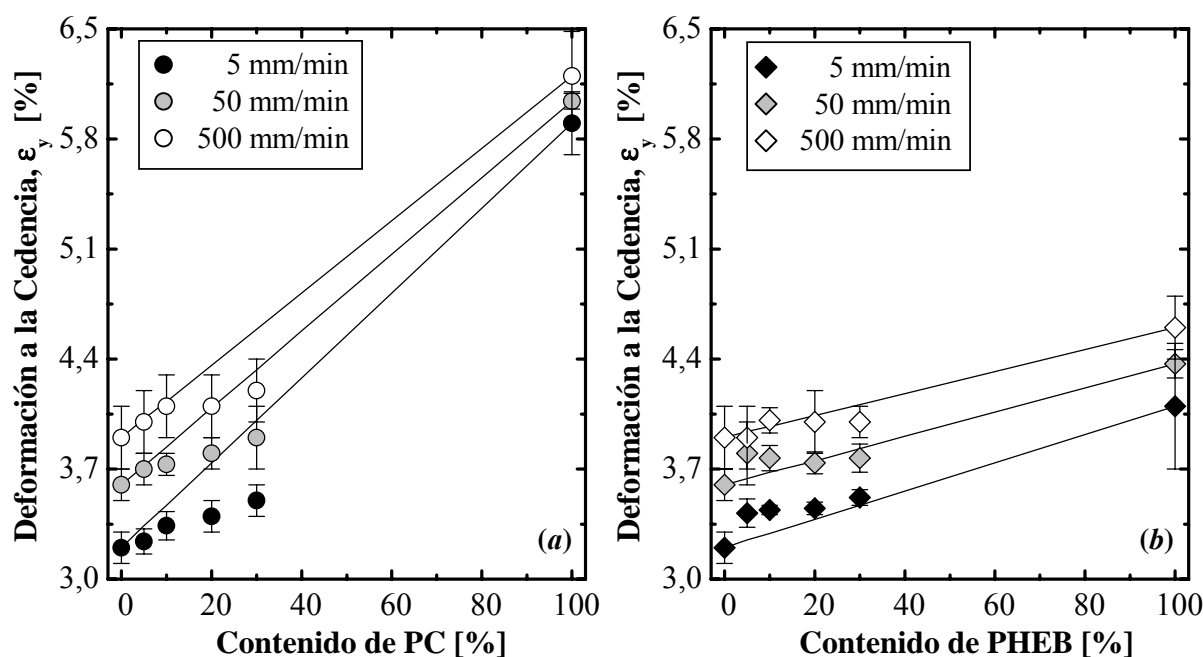 6,5
5,8
5,1
4,4
3,7
3,0
Deformación a la Cedencia, εy [%]
5 mm/min
50 mm/min
500 mm/min
(a)
0 20 40 60 80 100
Contenido de PC [%]
6,5
5,8
5,1
4,4
3,7
3,0
Deformación a la Cedencia, εy [%]
5 mm/min
50 mm/min
500 mm/min
(b)
0 20 40 60 80 100
Contenido de PHEB [%]